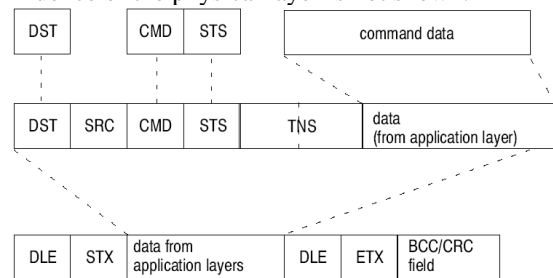 DST CMD STS command data
DST SRC CMD STS TNS data
(from application layer)
DLE STX data from
application layers DLE ETX BCC/CRC
field